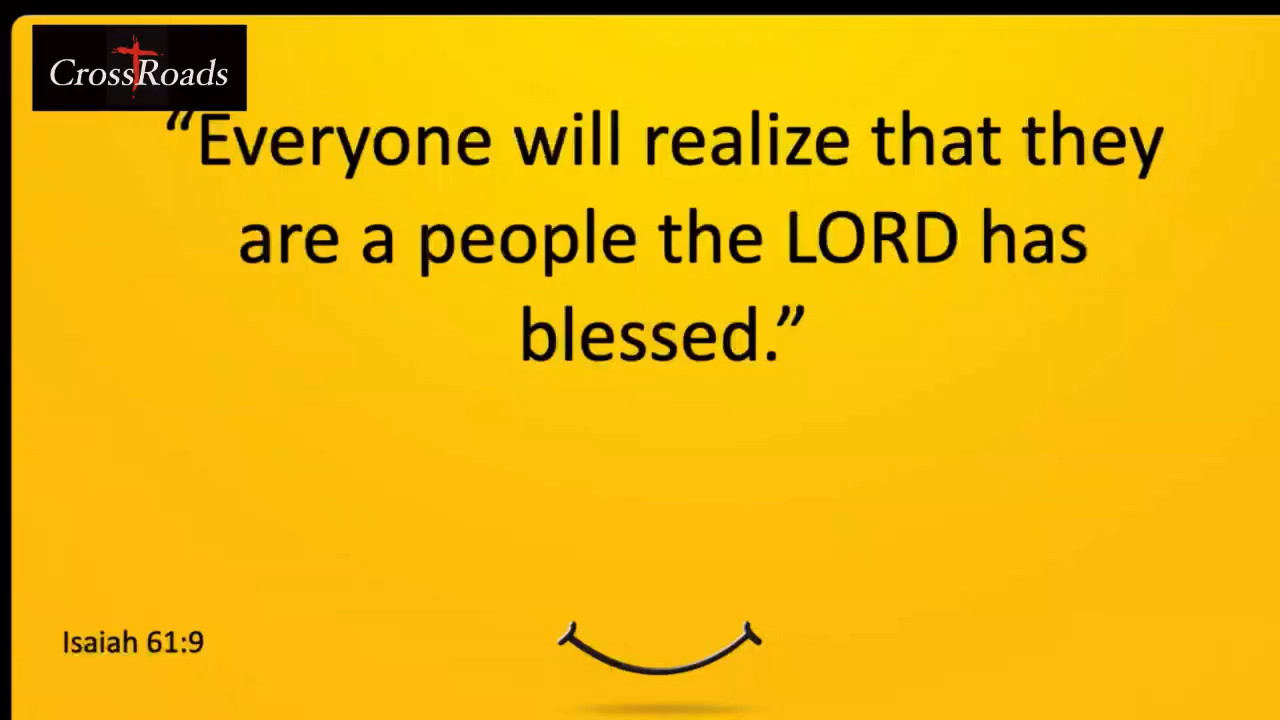 CrossRoads
“Everyone will realize that they
are a people the LORD has
blessed.”
Isaiah 61:9